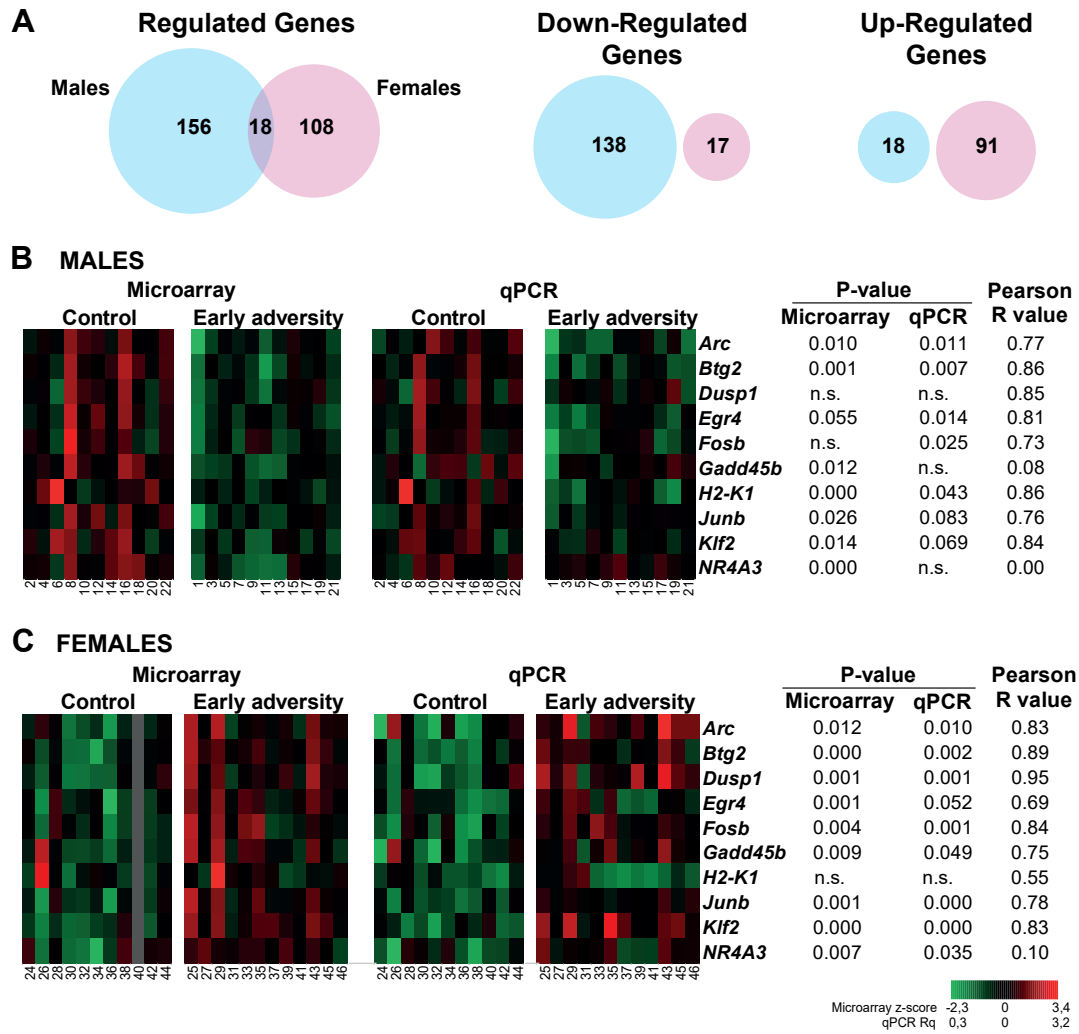 A
Regulated Genes
Down-Regulated
Genes
Up-Regulated
Genes
Males
Females
156 18 108
138 17
18 91
B MALES
Microarray qPCR P-value Pearson
R value
Control Early adversity Control Early adversity Microarray qPCR
Arc 0.010 0.011 0.77
Btg2 0.001 0.007 0.86
Dusp1 n.s. n.s. 0.85
Egr4 0.055 0.014 0.81
Fosb n.s. 0.025 0.73
Gadd45b 0.012 n.s. 0.08
H2-K1 0.000 0.043 0.86
Junb 0.026 0.083 0.76
Klf2 0.014 0.069 0.84
NR4A3 0.000 n.s. 0.00
2 4 6 8 10 12 14 16 18 20 22 1 3 5 7 9 11 13 15 17 19 21 2 4 6 8 10 12 14 16 18 20 22 1 3 5 7 9 11 13 15 17 19 21
C FEMALES
Microarray qPCR P-value Pearson
R value
Control Early adversity Control Early adversity Microarray qPCR
Arc 0.012 0.010 0.83
Btg2 0.000 0.002 0.89
Dusp1 0.001 0.001 0.95
Egr4 0.001 0.052 0.69
Fosb 0.004 0.001 0.84
Gadd45b 0.009 0.049 0.75
H2-K1 n.s. n.s. 0.55
Junb 0.001 0.000 0.78
Klf2 0.000 0.000 0.83
NR4A3 0.007 0.035 0.10
24 26 28 30 32 34 36 38 40 42 44 25 27 29 31 33 35 37 39 41 43 45 46 24 26 28 30 32 34 36 38 40 42 44 25 27 29 31 33 35 37 39 41 43 45 46
Microarray z-score -2,3 0 3,4
qPCR Rq 0,3 0 3,2